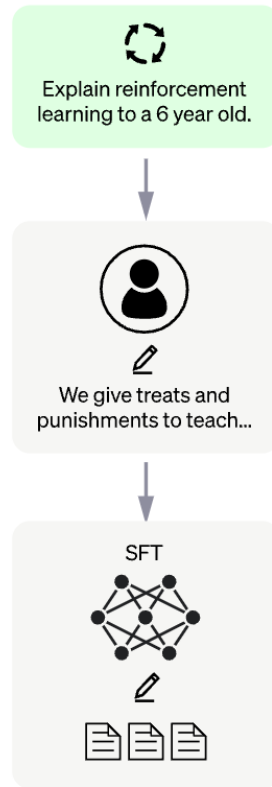 Explain reinforcement
learning to a 6 year old.
We give treats and
punishments to teach...
SFT